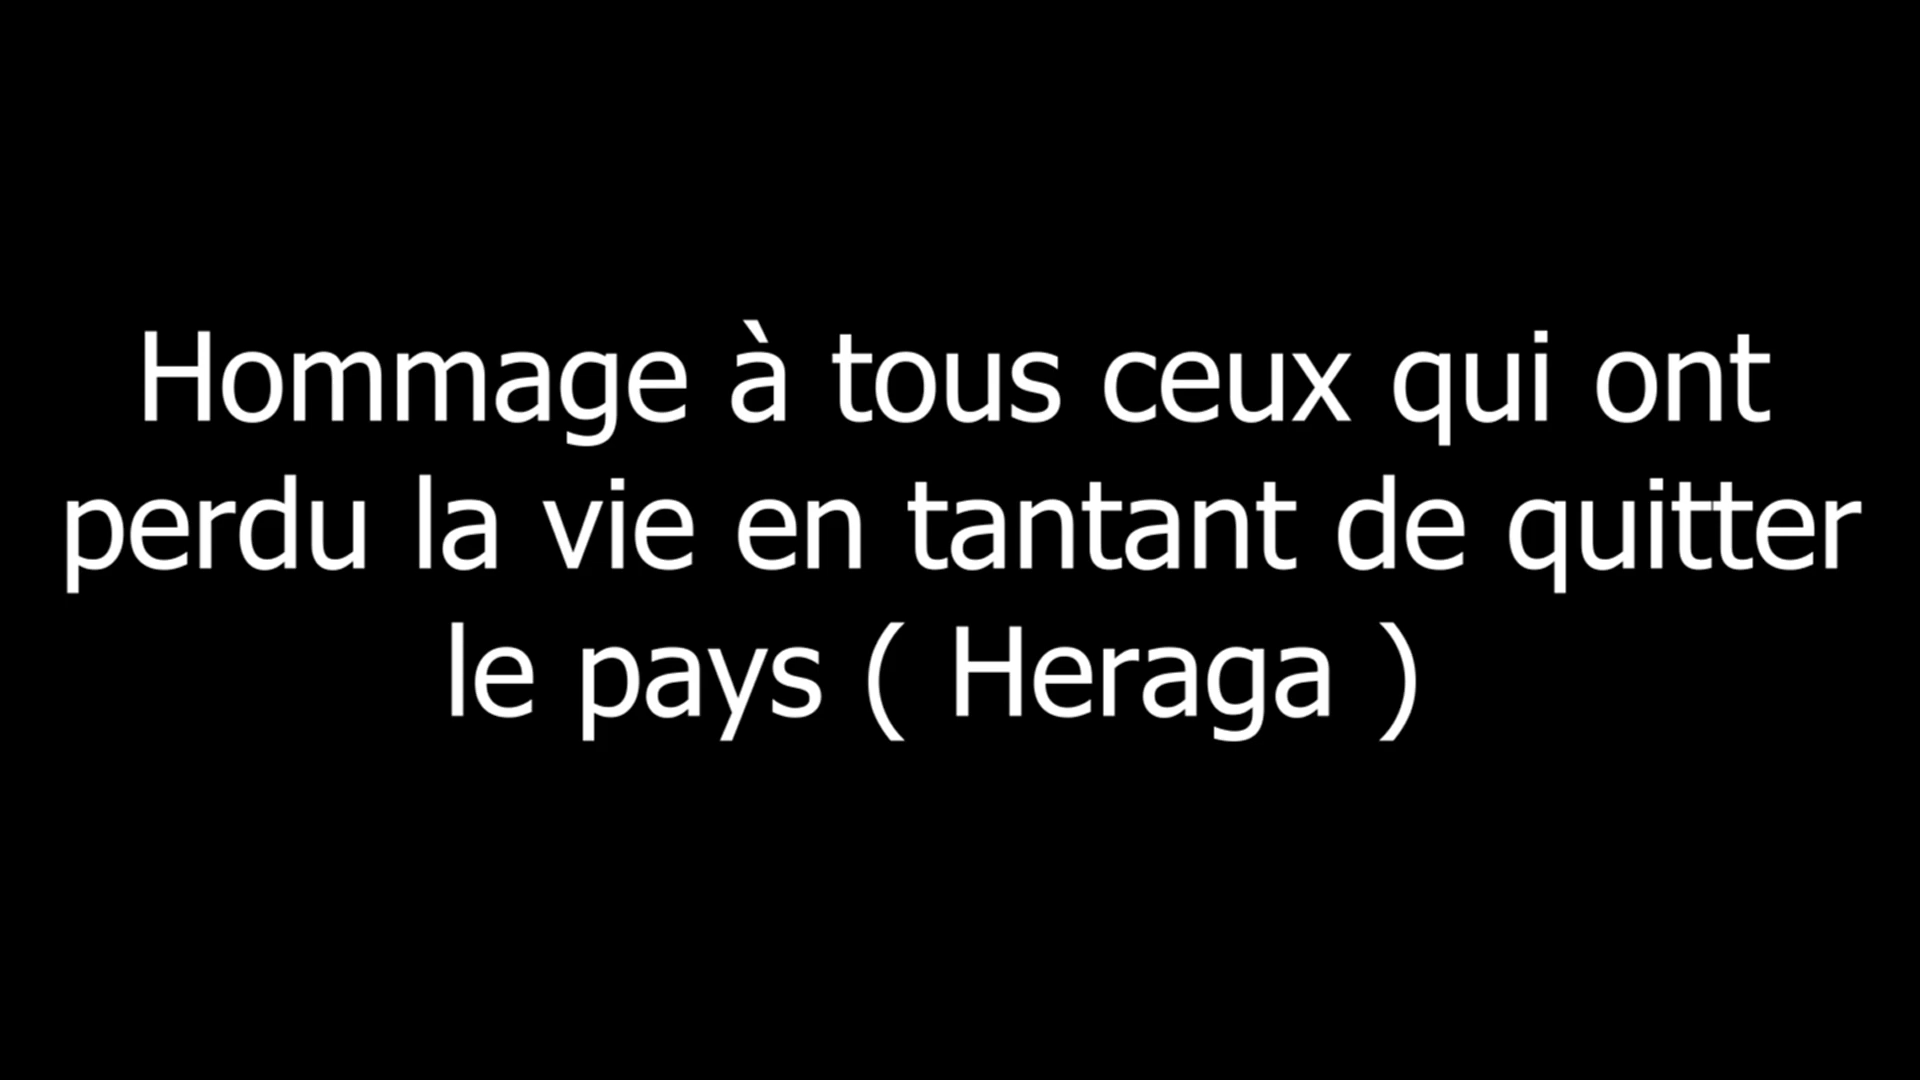 Hommage à tous ceux qui ont
perdu la vie en tantant de quitter
le pays ( Heraga )